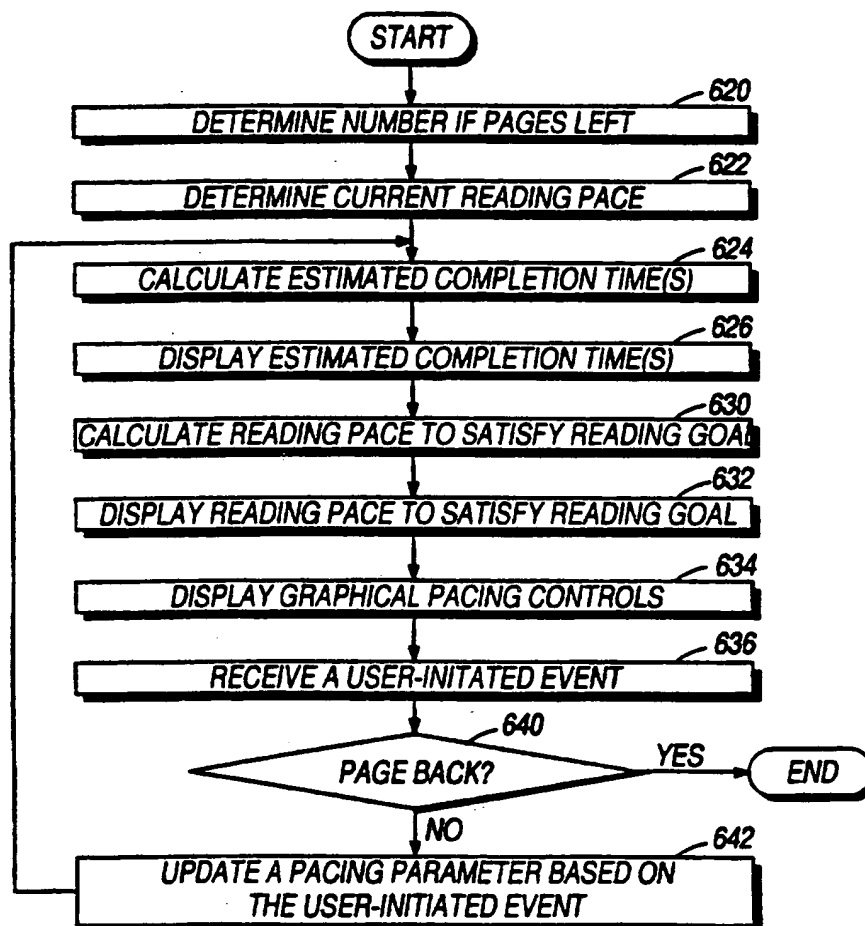 START
620
DETERMINE NUMBER IF PAGES LEFT
622
DETERMINE CURRENT READING PACE
624
CALCULATE ESTIMATED COMPLETION TIME(S)
626
DISPLAY ESTIMATED COMPLETION TIME(S)
630
CALCULATE READING PACE TO SATISFY READING GOAL
632
DISPLAY READING PACE TO SATISFY READING GOAL
634
DISPLAY GRAPHICAL PACING CONTROLS
636
RECEIVE A USER-INITATED EVENT
640
PAGE BACK?
YES
END
NO
642
UPDATE A PACING PARAMETER BASED ON
THE USER-INITIATED EVENT